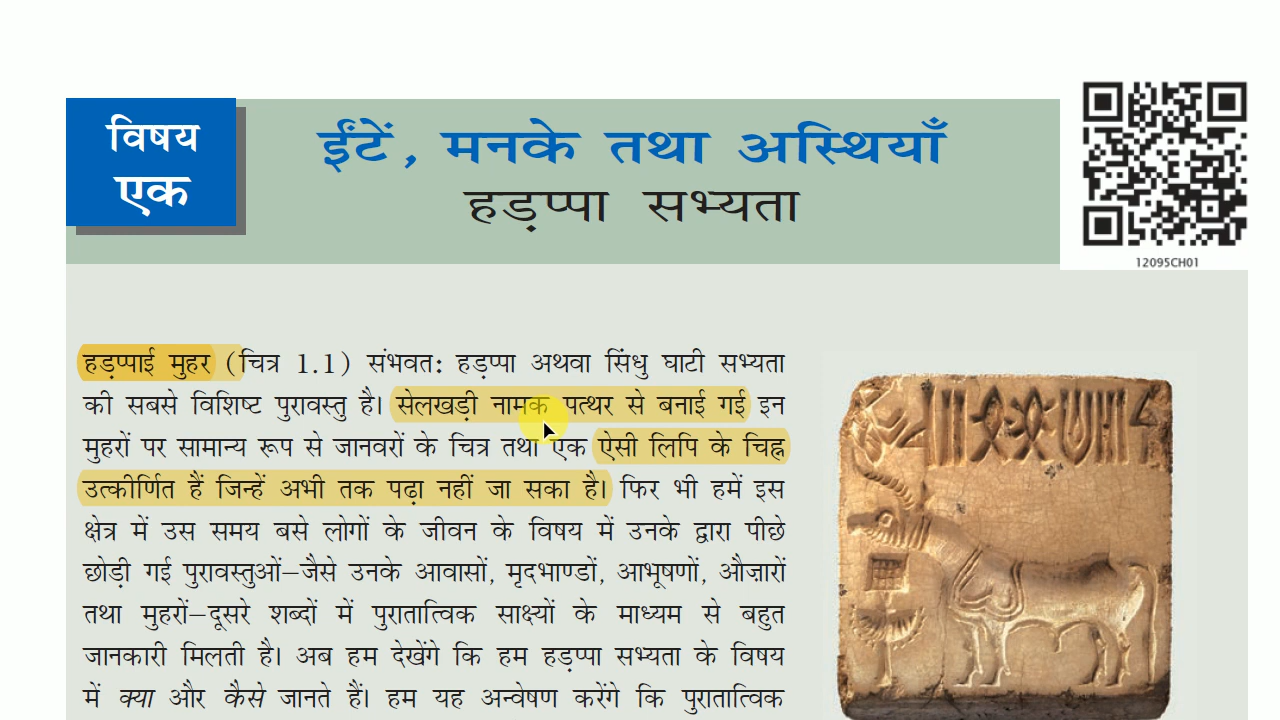 विषय
एक
ईंटें, मनके तथा अस्थियाँ
हड़प्पा सभ्यता
12095CH01
हड़प्पाई मुहर (चित्र 1.1) संभवत: हड़प्पा अथवा सिंधु घाटी सभ्यता
की सबसे विशिष्ट पुरावस्तु है। सेलखड़ी नामक पत्थर से बनाई गई इन
मुहरों पर सामान्य रूप से जानवरों के चित्र तथा एक ऐसी लिपि के चिह्न
उत्कीर्णित हैं जिन्हें अभी तक पढ़ा नहीं जा सका है। फिर भी हमें इस
क्षेत्र में उस समय बसे लोगों के जीवन के विषय में उनके द्वारा पीछे
छोड़ी गई पुरावस्तुओं–जैसे उनके आवासों, मृदभाण्डों, आभूषणों, औज़ारों
तथा मुहरों–दूसरे शब्दों में पुरातात्विक साक्ष्यों के माध्यम से बहुत
जानकारी मिलती है। अब हम देखेंगे कि हम हड़प्पा सभ्यता के विषय
में क्या और कैसे जानते हैं। हम यह अन्वेषण करेंगे कि पुरातात्विक